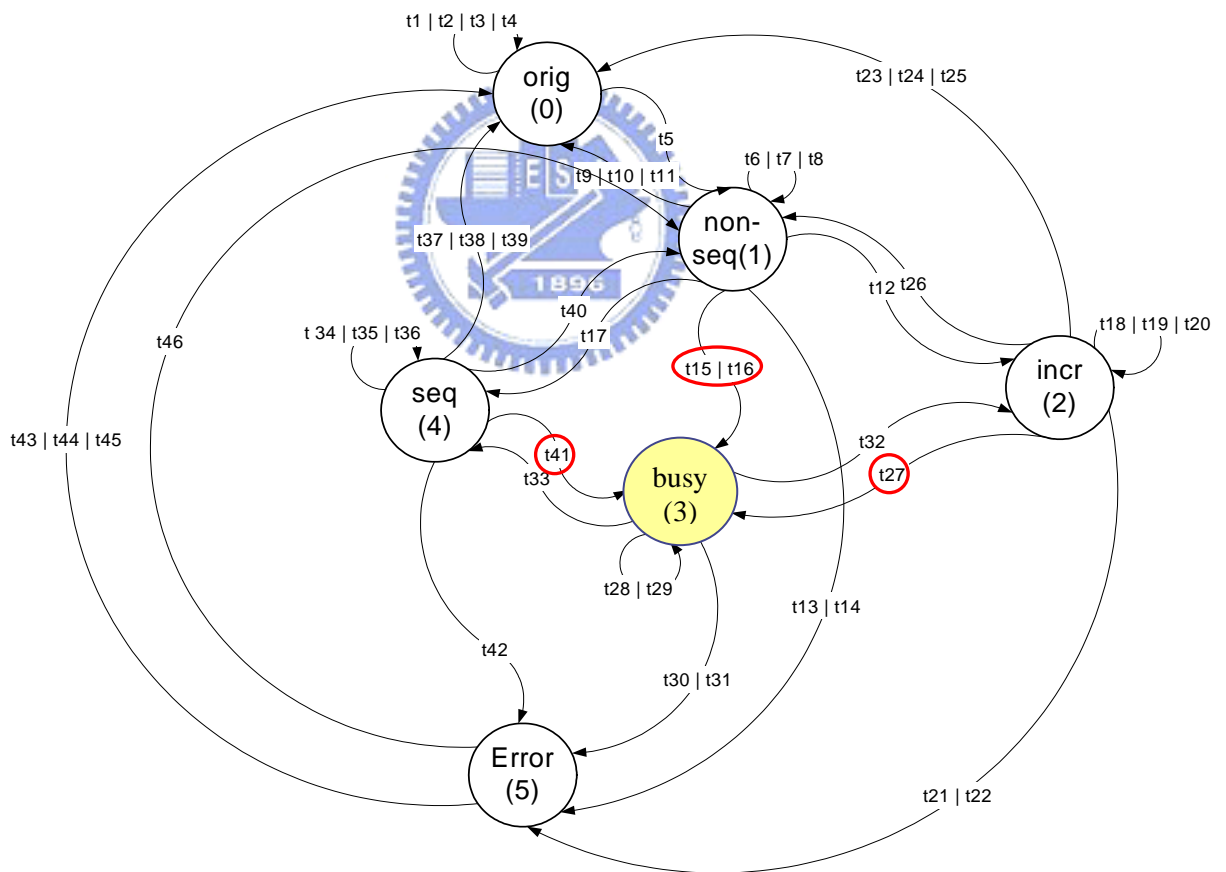 t1 | t2 | t3 | t4
orig
(0)
t23 | t24 | t25
t5
t6 | t7 | t8
E S
t9 | t10 | t11
non-
seq(1)
t37 | t38 | t39
1896
t12
t26
t40
t17
t46
t 34 | t35 | t36
t18 | t19 | t20
t15 | t16
seq
(4)
incr
(2)
t43 | t44 | t45
t41
t33
t32
t27
busy
(3)
t28 | t29
t13 | t14
t42
t30 | t31
Error
(5)
t21 | t22